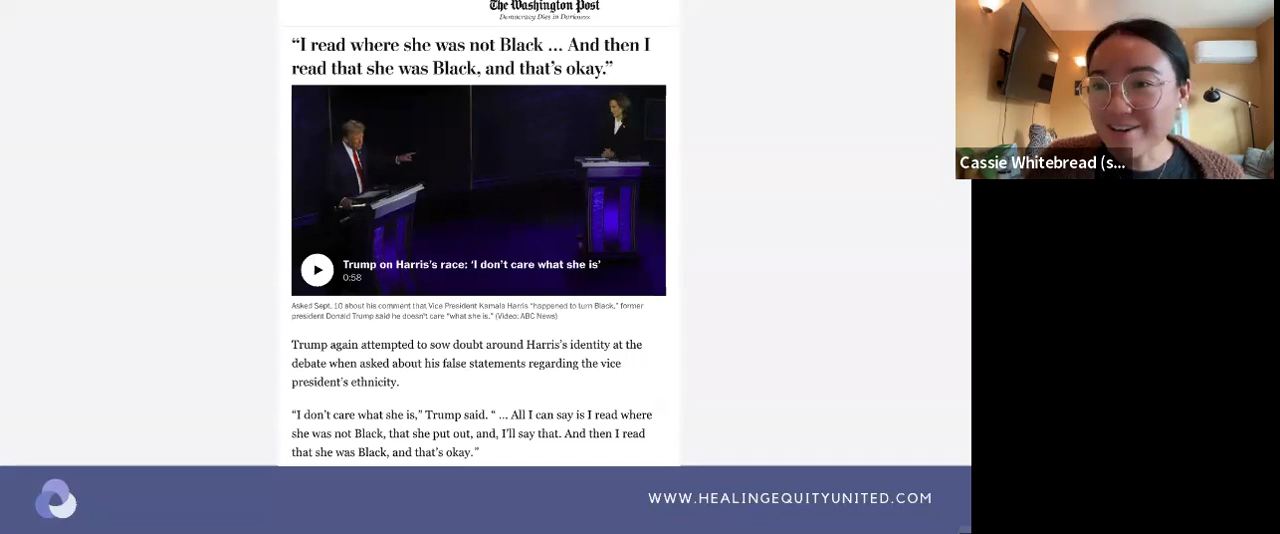 The Washington Post
Democracy Dies in Darkness
“I read where she was not Black ... And then I
read that she was Black, and that’s okay.”
Trump on Harris’s race: ‘I don’t care what she is’
0:58
Asked Sept. 10 about his comment that Vice President Kamala Harris “happened to turn Black,” former
president Donald Trump said he doesn’t care “what she is.” (Video: ABC News)
Trump again attempted to sow doubt around Harris’s identity at the
debate when asked about his false statements regarding the vice
president’s ethnicity.
“I don’t care what she is,” Trump said. “ ... All I can say is I read where
she was not Black, that she put out, and, I’ll say that. And then I read
that she was Black, and that’s okay.”
WWW.HEALINGEQUITYUNITED.COM
Cassie Whitebread (s...